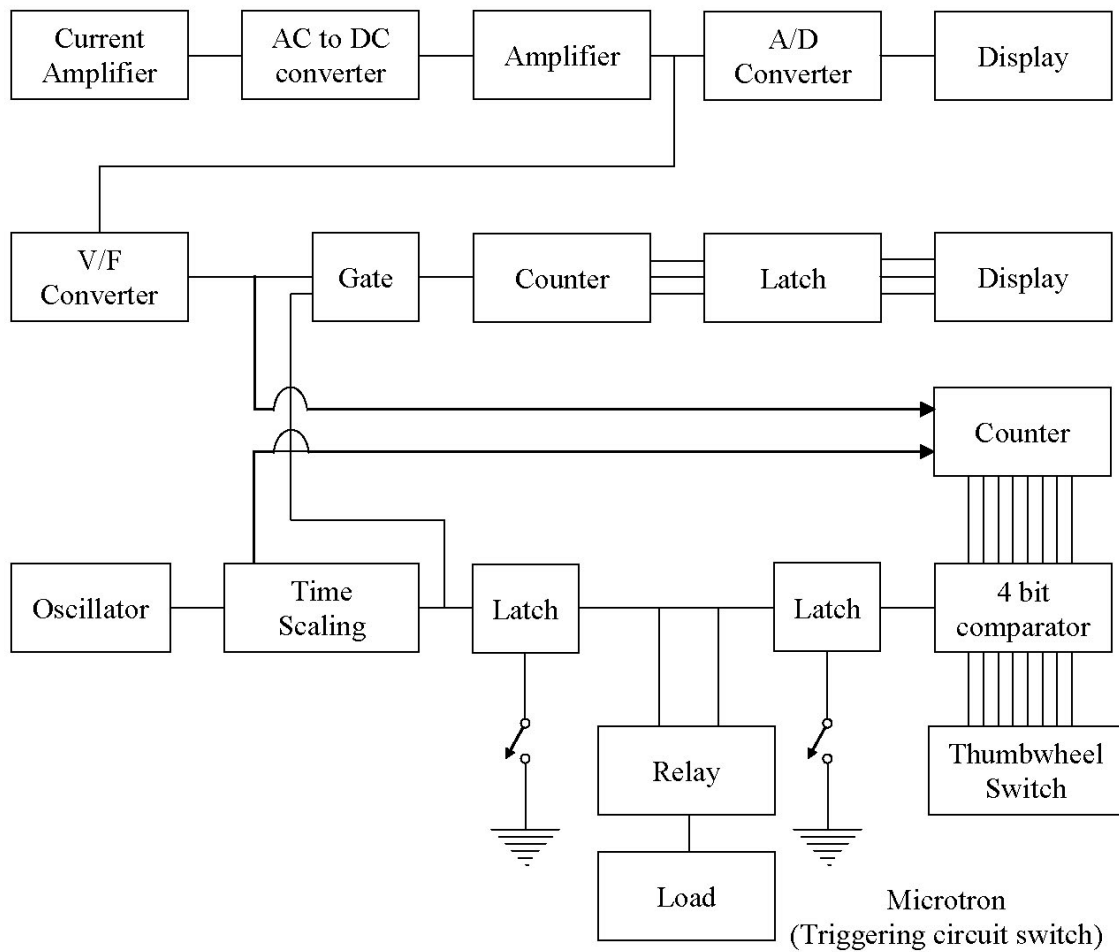 Current
Amplifier
AC to DC
converter
Amplifier
A/D
Converter
Display
V/F
Converter
Gate
Counter
Latch
Display
Counter
Oscillator
Time
Scaling
Latch
Latch
4 bit
comparator
Relay
Thumbwheel
Switch
Load
Microtron
(Triggering circuit switch)